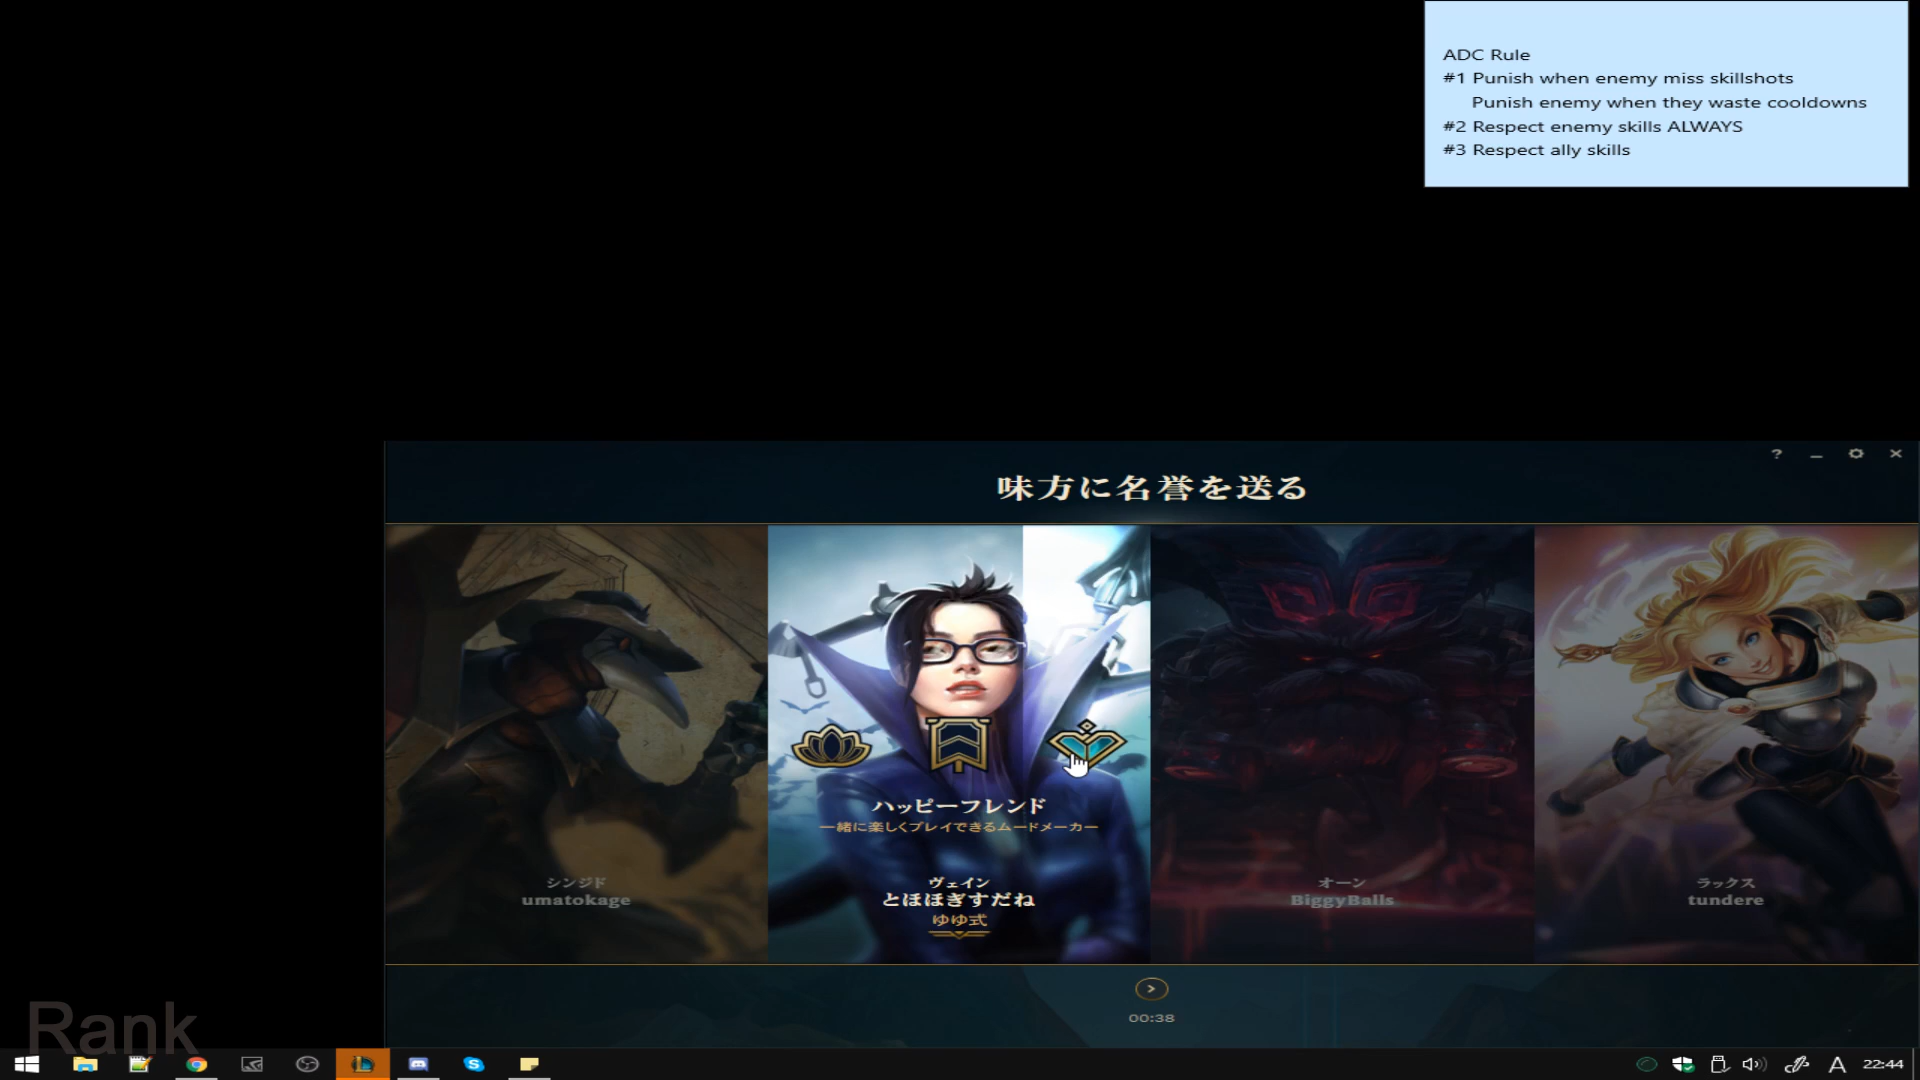 ADC Rule
#1 Punish when enemy miss skillshots
Punish enemy when they waste cooldowns
#2 Respect enemy skills ALWAYS
#3 Respect ally skills
?
味方に名誉を送る
ハッピーフレンド
一緒に楽しくプレイできるムードメーカー
シンジド
umatokage
ヴェイン
とほほぎすだね
ゆゆ式
オーン
BiggyBalls
ラックス
tundere
00:38
Rank
A 22:44